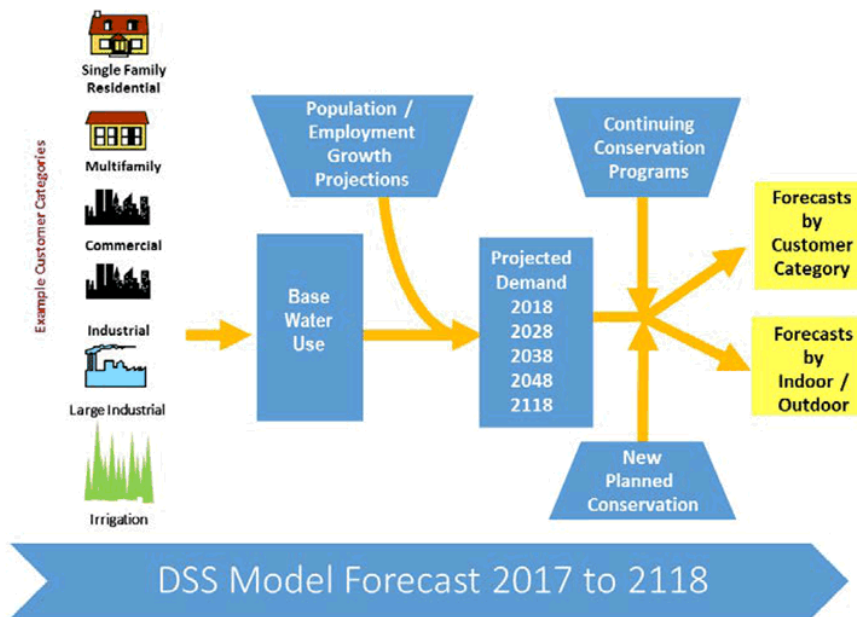 Example Customer Categories
Single Family
Residential
Multifamily
Commercial
Industrial
Large Industrial
Irrigation
Base
Water
Use
Population /
Employment
Growth
Projections
Projected
Demand
2018
2028
2038
2048
2118
Continuing
Conservation
Programs
New
Planned
Conservation
Forecasts
by
Customer
Category
Forecasts
by
Indoor /
Outdoor
DSS Model Forecast 2017 to 2118